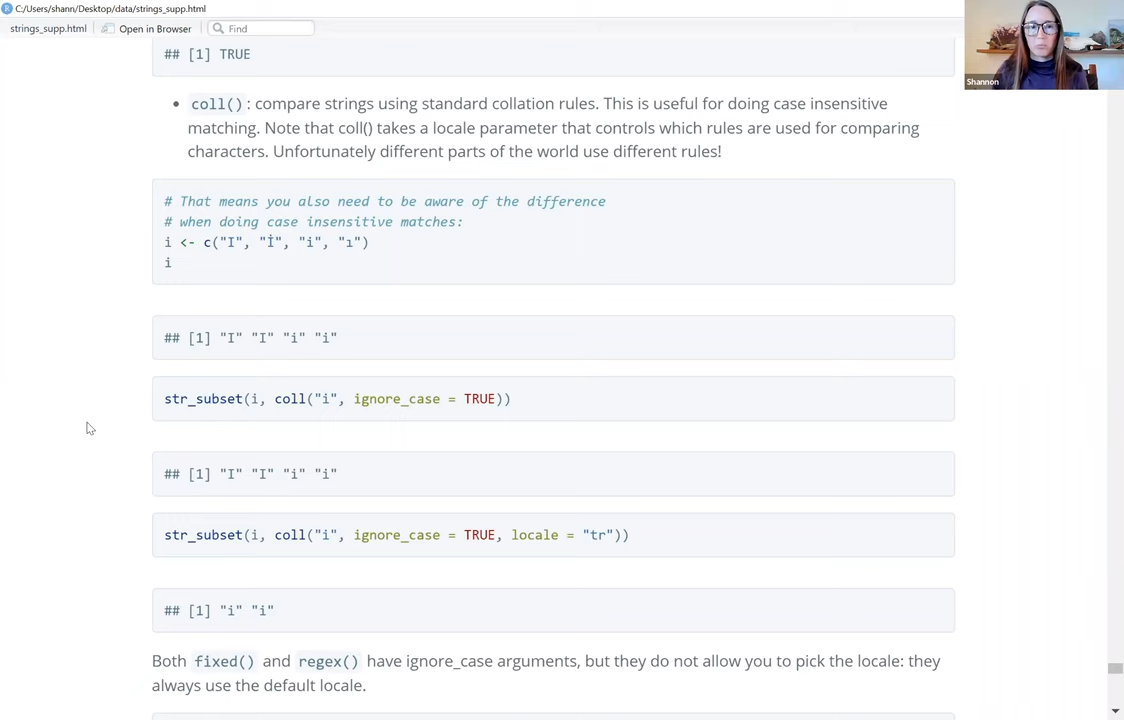 C:/Users/shann/Desktop/data/strings_supp.html
strings_supp.html
Open in Browser
Find
Shannon
## [1] TRUE
• coll(): compare strings using standard collation rules. This is useful for doing case insensitive
matching. Note that coll() takes a locale parameter that controls which rules are used for comparing
characters. Unfortunately different parts of the world use different rules!
# That means you also need to be aware of the difference
# when doing case insensitive matches:
i <- c("I", "İ", "i", "ı")
i
## [1] "I" "I" "i" "i"
str_subset(i, coll("i", ignore_case = TRUE))
## [1] "I" "I" "i" "i"
str_subset(i, coll("i", ignore_case = TRUE, locale = "tr"))
## [1] "i" "i"
Both fixed() and regex() have ignore_case arguments, but they do not allow you to pick the locale: they
always use the default locale.